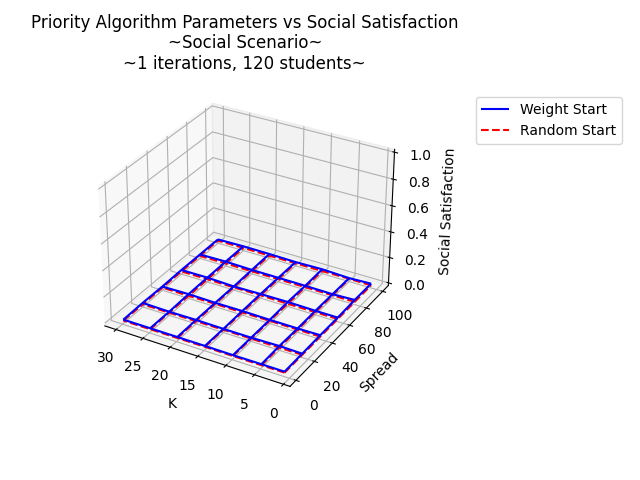 Priority Algorithm Parameters vs Social Satisfaction
~Social Scenario~
~1 iterations, 120 students~
Weight Start
Random Start
1.0
0.8
0.6
0.4
0.2
0.0
Social Satisfaction
100
80
60
40
20
0
Spread
30
25
20
15
10
5
0
K